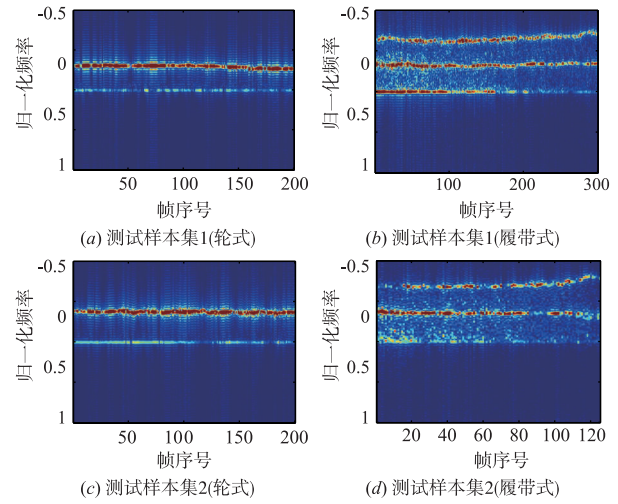 -0.5
0
0.5
1
归一化频率
50 100 150 200
帧序号
(a) 测试样本集1(轮式)
-0.5
0
0.5
1
归一化频率
100 200 300
帧序号
(b) 测试样本集1(履带式)
-0.5
0
0.5
1
归一化频率
50 100 150 200
帧序号
(c) 测试样本集2(轮式)
-0.5
0
0.5
1
归一化频率
20 40 60 80 100 120
帧序号
(d) 测试样本集2(履带式)